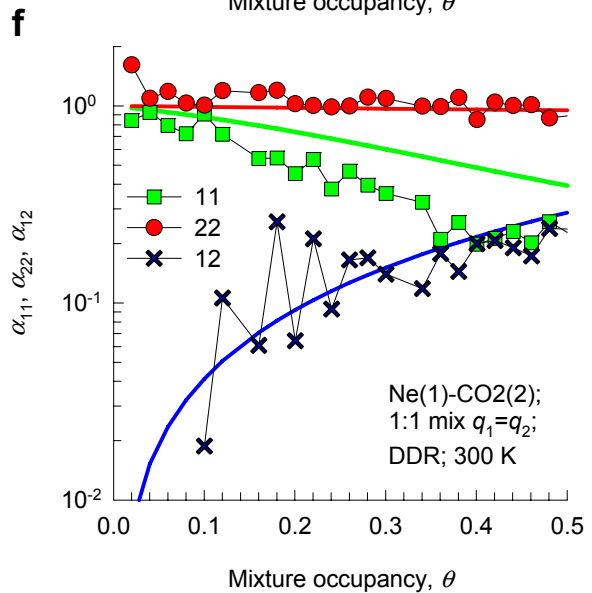 Mixture occupancy, θ
f
10⁰
11
22
12
α₁₁, α₂₂, α₁₂
10⁻¹
Ne(1)-CO2(2);
1:1 mix q₁=q₂;
DDR; 300 K
10⁻²
0.0 0.1 0.2 0.3 0.4 0.5
Mixture occupancy, θ